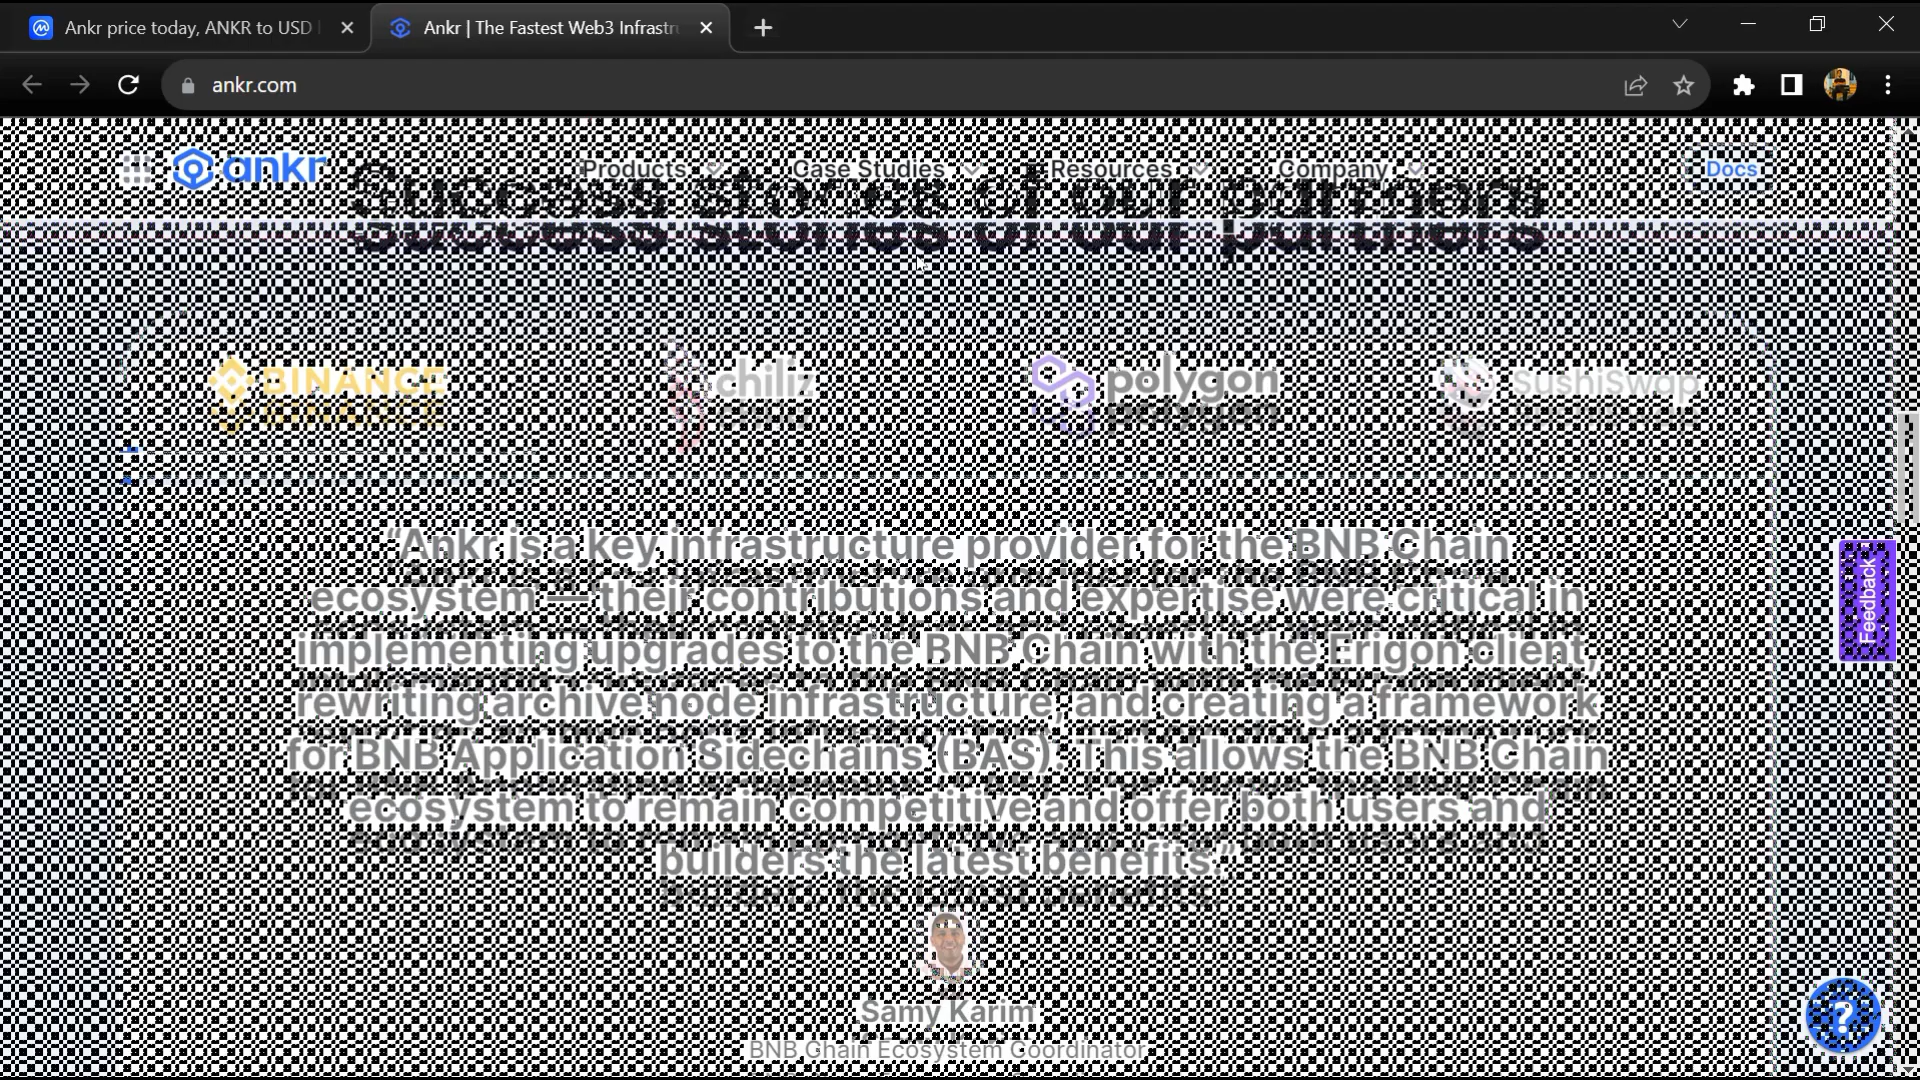 Ankr price today, ANKR to USD
Ankr | The Fastest Web3 Infrastr
ankr.com
ankr
Products
Case Studies
Resources
Company
Docs
Success stories of our partners
BINANCE
chiliz
polygon
SushiSwap
"Ankr is a key infrastructure provider for the BNB Chain
ecosystem — their contributions and expertise were critical in
implementing upgrades to the BNB Chain with the Erigon client,
rewriting archive node infrastructure, and creating a framework
for BNB Application Sidechains (BAS). This allows the BNB Chain
ecosystem to remain competitive and offer both users and
builders the latest benefits."
Feedback
Samy Karim
BNB Chain Ecosystem Coordinator
?